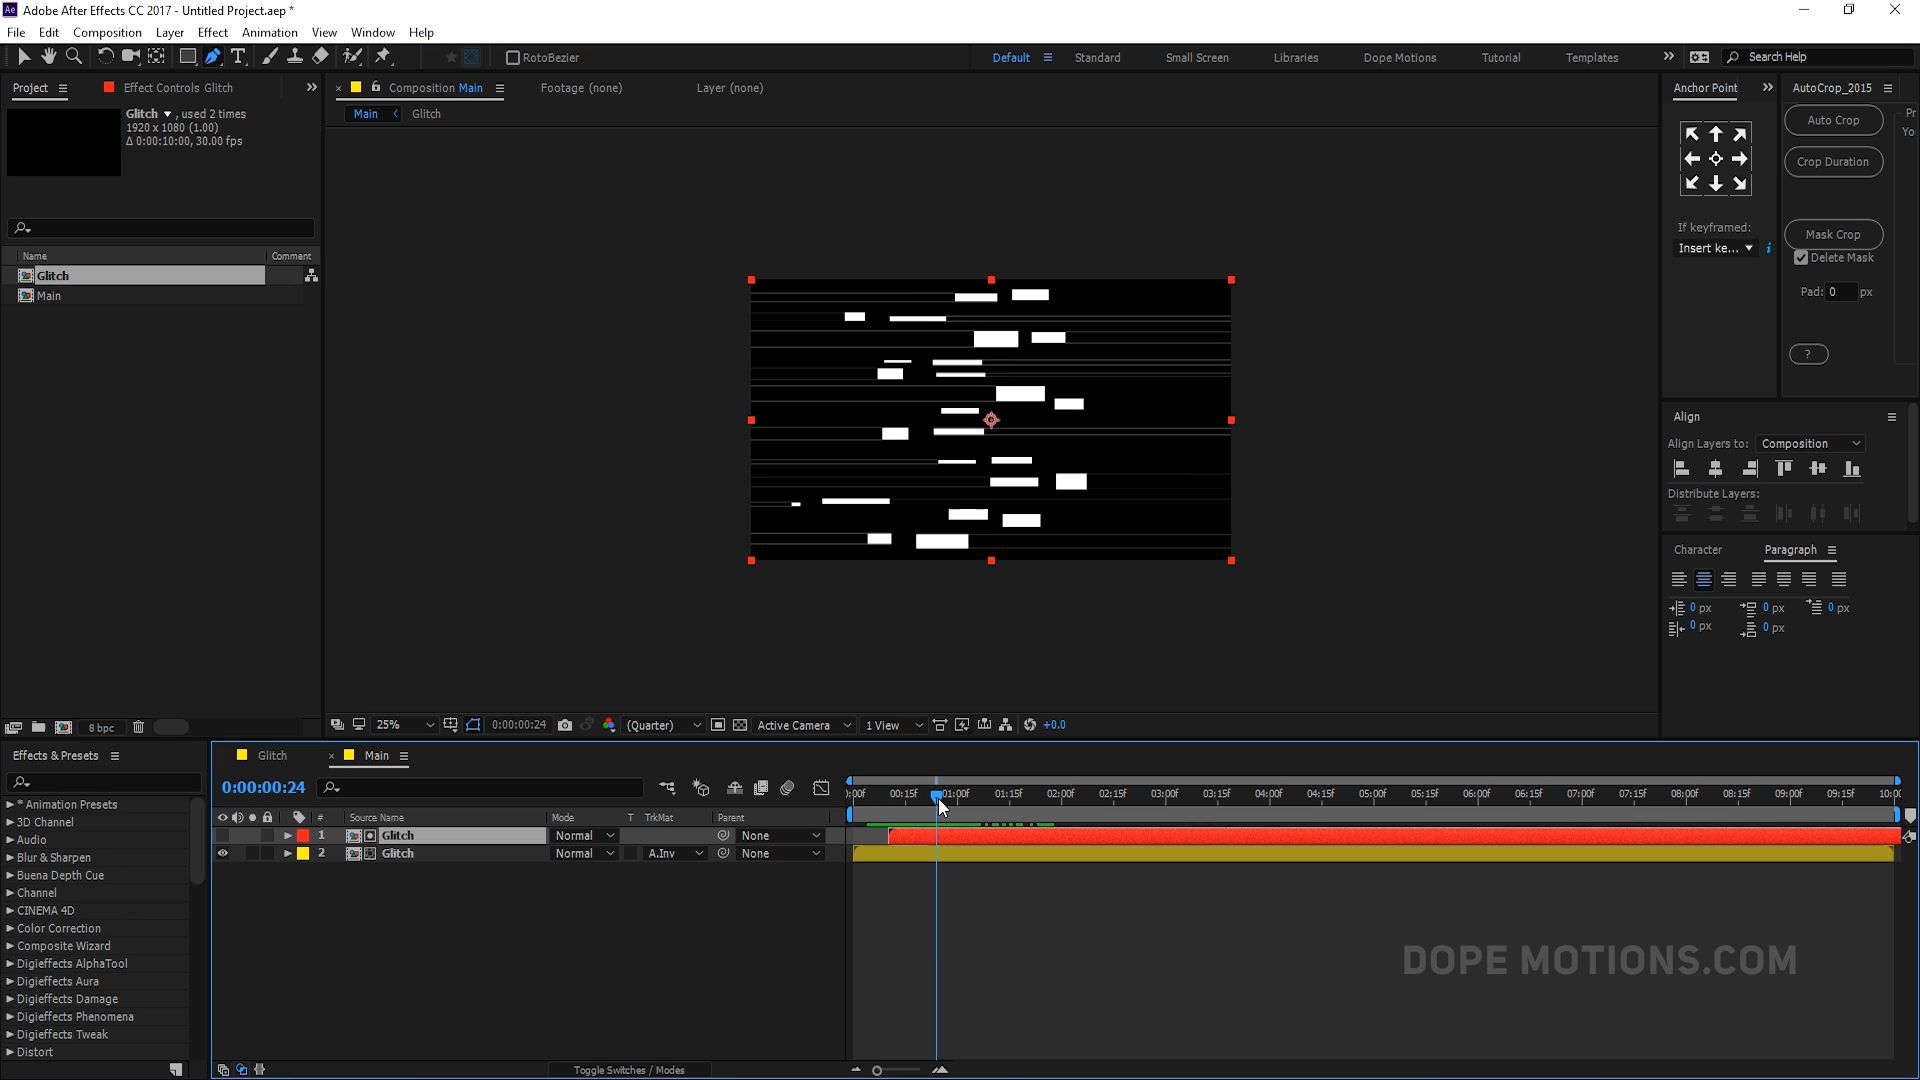 Ae Adobe After Effects CC 2017 - Untitled Project.aep *
File Edit Composition Layer Effect Animation View Window Help
RotoBezier
Default Standard Small Screen Libraries Dope Motions Tutorial Templates Search Help
Project Effect Controls Glitch
Composition Main Footage (none) Layer (none)
Main Glitch
Glitch , used 2 times
1920 x 1080 (1.00)
Δ 0:00:10:00, 30.00 fps
Name Comment
Glitch
Main
Anchor Point
If keyframed:
Insert ke...
AutoCrop_2015
Auto Crop
Crop Duration
Mask Crop
Delete Mask
Pad: 0 px
?
Pr
Yo
Align
Align Layers to: Composition
Distribute Layers:
Character Paragraph
0 px 0 px 0 px
0 px 0 px
8 bpc
25% 0:00:00:24 (Quarter) Active Camera 1 View +0.0
Effects & Presets
* Animation Presets
3D Channel
Audio
Blur & Sharpen
Buena Depth Cue
Channel
CINEMA 4D
Color Correction
Composite Wizard
Digieffects AlphaTool
Digieffects Aura
Digieffects Damage
Digieffects Phenomena
Digieffects Tweak
Distort
Glitch Main
0:00:00:24
# Source Name Mode T TrkMat Parent
1 Glitch Normal None
2 Glitch Normal A.Inv None
):00f 00:15f 01:00f 01:15f 02:00f 02:15f 03:00f 03:15f 04:00f 04:15f 05:00f 05:15f 06:00f 06:15f 07:00f 07:15f 08:00f 08:15f 09:00f 09:15f 10:0(
DOPE MOTIONS.COM
Toggle Switches / Modes